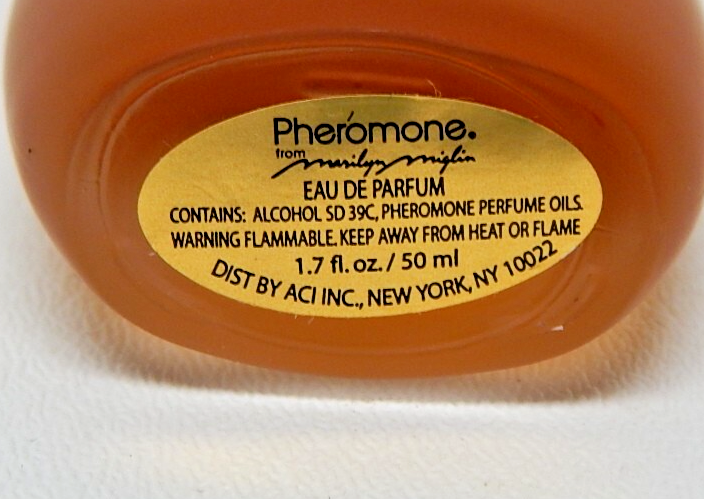 Pheromone.
from marilyn miglin
EAU DE PARFUM
CONTAINS: ALCOHOL SD 39C, PHEROMONE PERFUME OILS.
WARNING FLAMMABLE. KEEP AWAY FROM HEAT OR FLAME
1.7 fl. oz. / 50 ml
DIST BY ACI INC., NEW YORK, NY 10022